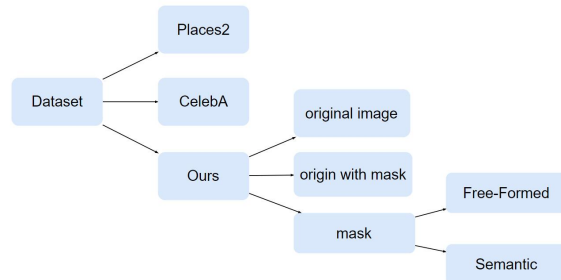 Places2
Dataset
CelebA
original image
Ours
origin with mask
Free-Formed
mask
Semantic